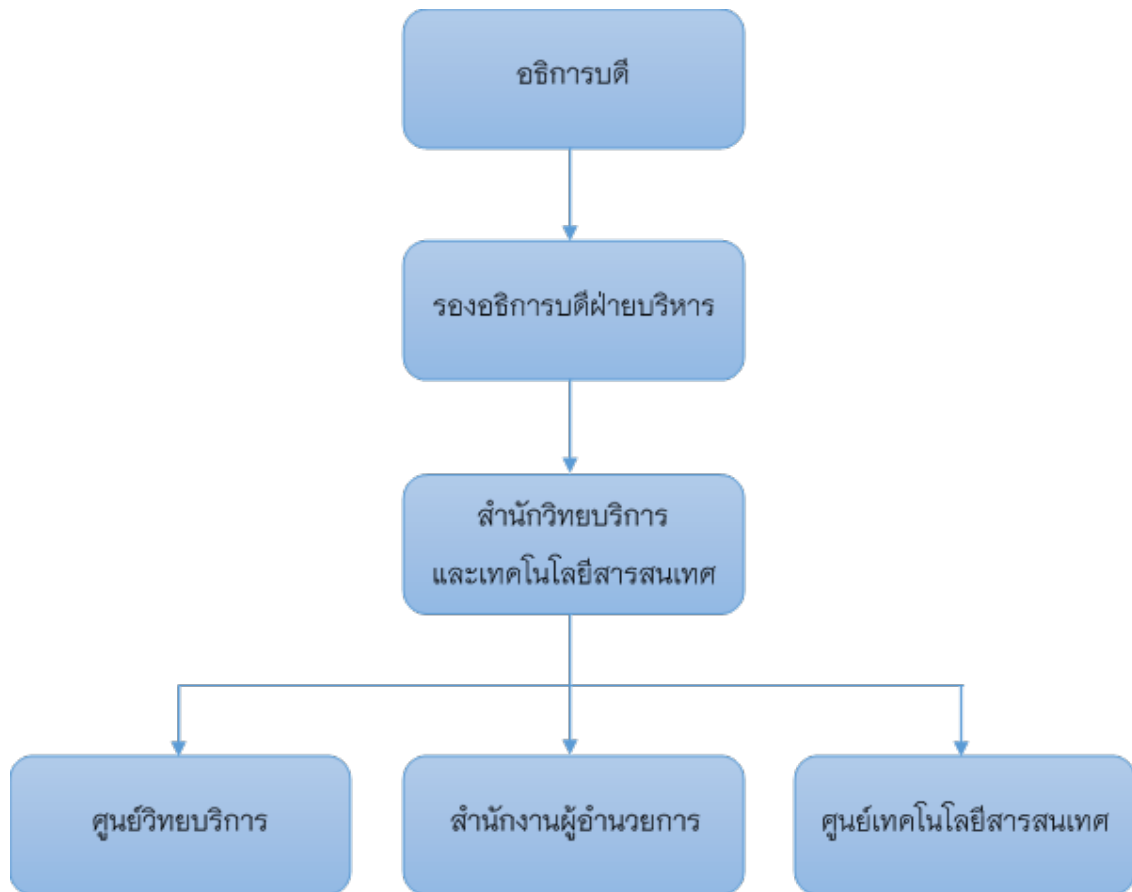 อธิการบดี
รองอธิการบดีฝ่ายบริหาร
สำนักวิทยบริการ
และเทคโนโลยีสารสนเทศ
ศูนย์วิทยบริการ
สำนักงานผู้อำนวยการ
ศูนย์เทคโนโลยีสารสนเทศ